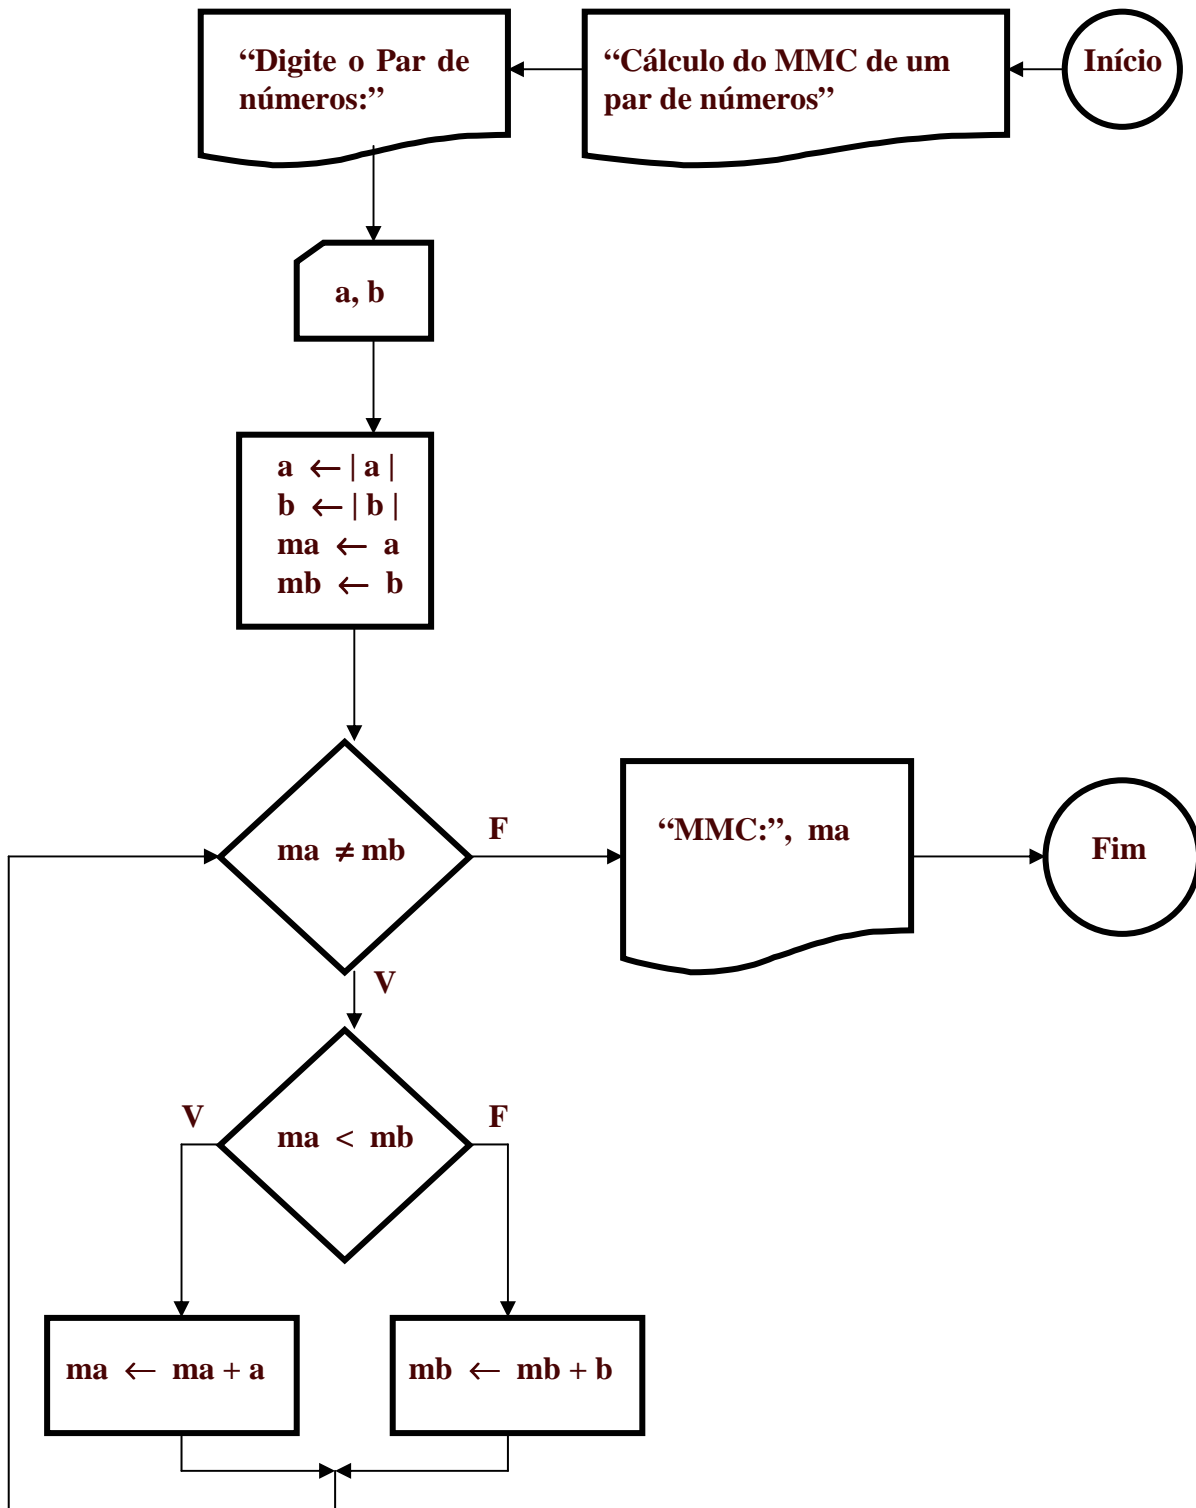 Início
“Cálculo do MMC de um
par de números”
“Digite o Par de
números:”
a, b
a ← | a |
b ← | b |
ma ← a
mb ← b
ma ≠ mb
F
“MMC:”, ma
Fim
V
ma < mb
V
F
ma ← ma + a
mb ← mb + b